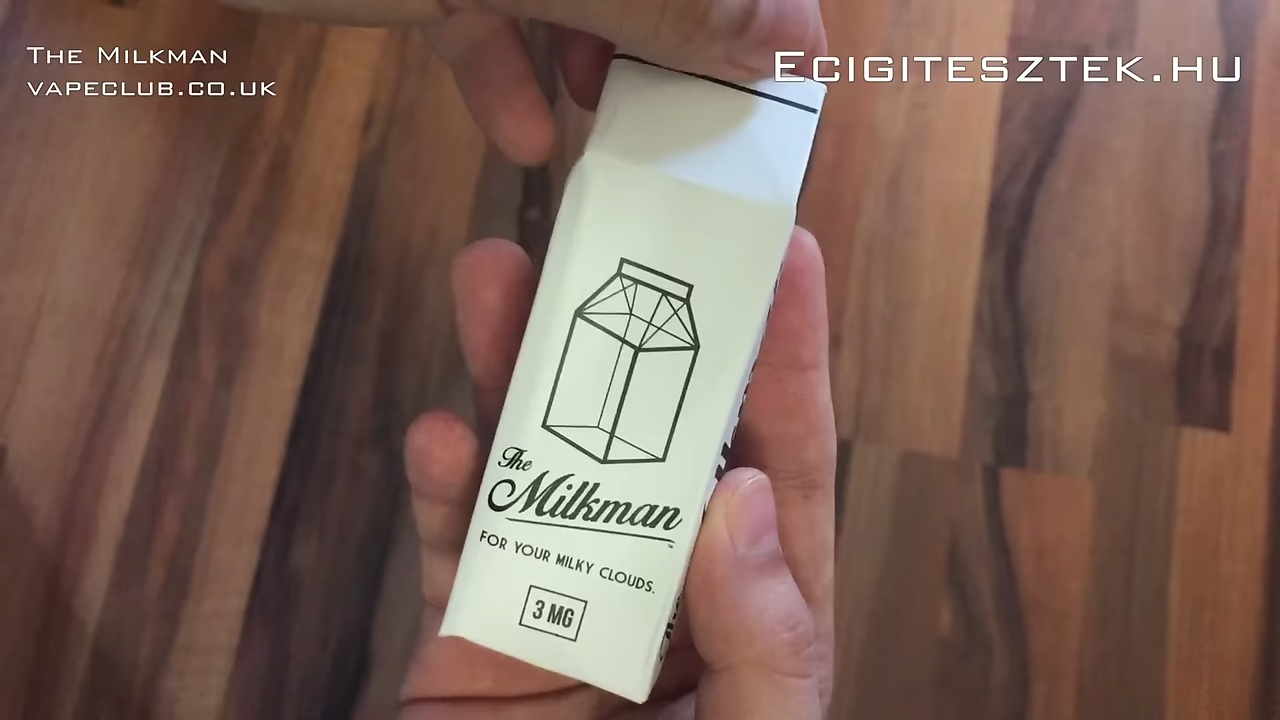 The Milkman
vapeclub.co.uk
Ecigitesztek.hu
The
Milkman
FOR YOUR MILKY CLOUDS.
3 MG